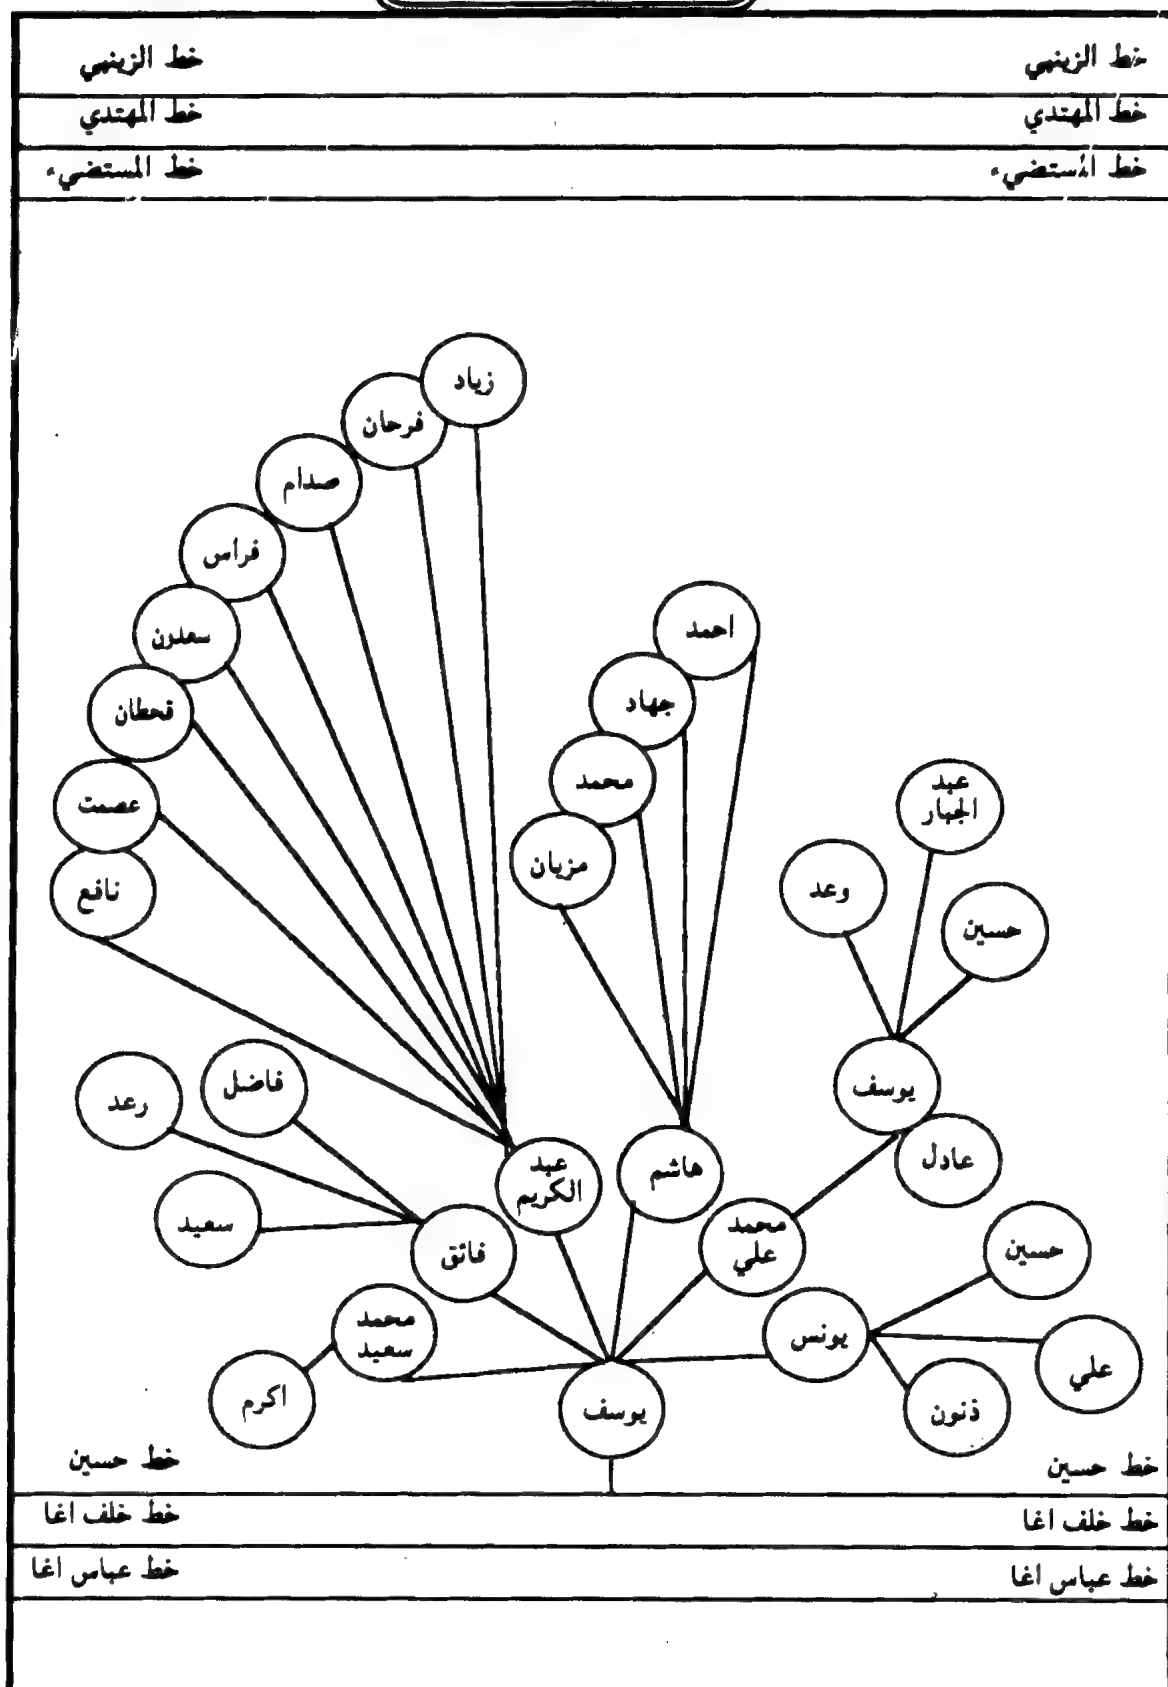 خط الزينبي
خط الزينبي
خط المهتدي
خط المهتدي
خط المستضيء
خط المستضيء
زياد
فرحان
صدام
فراس
سعدون
قحطان
عصمت
نافع
احمد
جهاد
محمد
مزبان
عبد
الجبار
وعد
حسين
يوسف
عادل
فاضل
رعد
سعيد
عبد
الكريم
هاشم
محمد
علي
فائق
حسين
يونس
علي
ذنون
محمد
سعيد
اكرم
يوسف
خط حسين
خط حسين
خط خلف اغا
خط خلف اغا
خط عباس اغا
خط عباس اغا